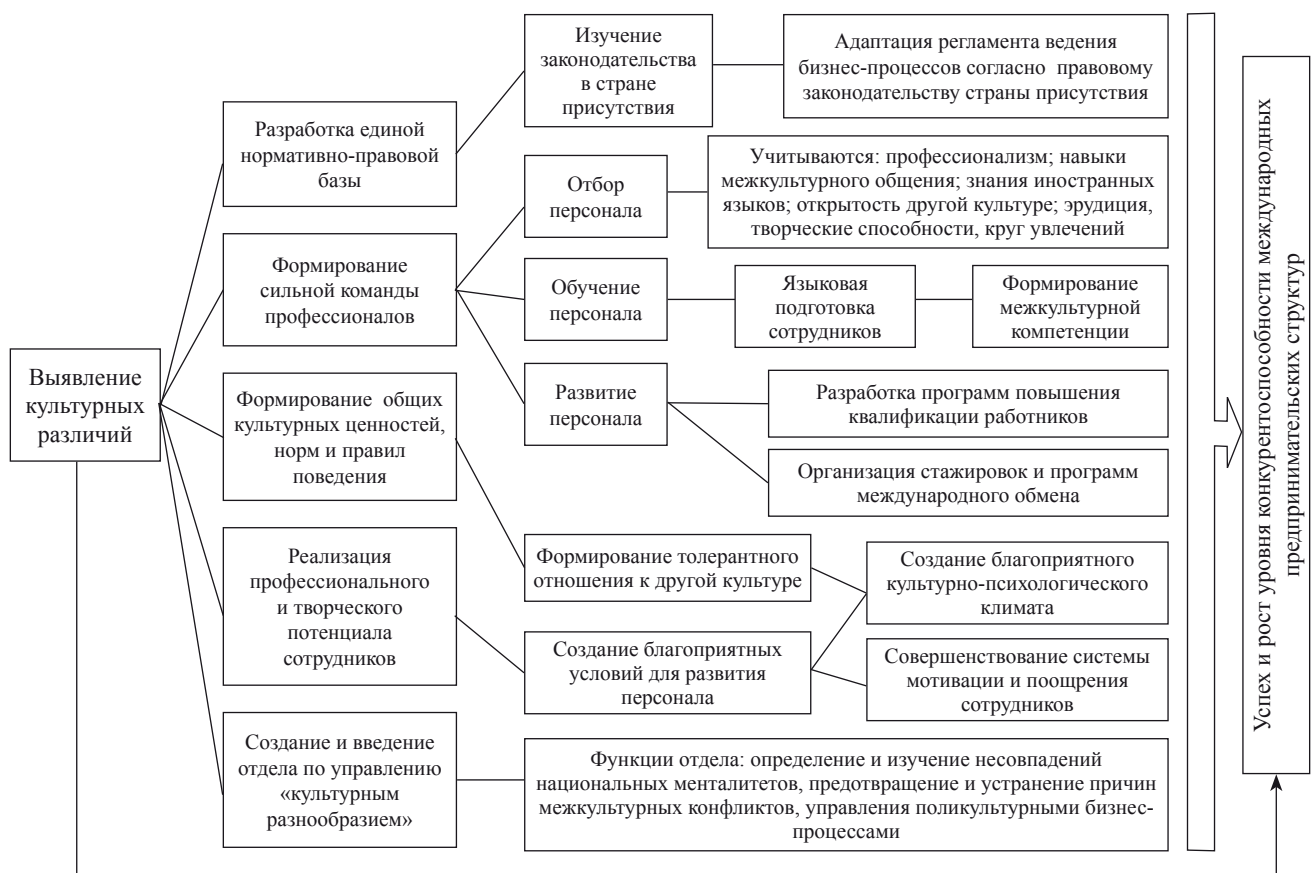 Выявление
культурных
различий
Разработка единой
нормативно-правовой
базы
Изучение
законодательства
в стране
присутствия
Адаптация регламента ведения
бизнес-процессов согласно правовому
законодательству страны присутствия
Формирование
сильной команды
профессионалов
Отбор
персонала
Учитываются: профессионализм; навыки
межкультурного общения; знания иностранных
языков; открытость другой культуре; эрудиция,
творческие способности, круг увлечений
Обучение
персонала
Языковая
подготовка
сотрудников
Формирование
межкультурной
компетенции
Развитие
персонала
Разработка программ повышения
квалификации работников
Организация стажировок и программ
международного обмена
Формирование общих
культурных ценностей,
норм и правил
поведения
Формирование толерантного
отношения к другой культуре
Создание благоприятного
культурно-психологического
климата
Реализация
профессионального
и творческого
потенциала
сотрудников
Создание благоприятных
условий для развития
персонала
Совершенствование системы
мотивации и поощрения
сотрудников
Создание и введение
отдела по управлению
«культурным
разнообразием»
Функции отдела: определение и изучение несовпадений
национальных менталитетов, предотвращение и устранение причин
межкультурных конфликтов, управления поликультурными бизнес-
процессами
Успех и рост уровня конкурентоспособности международных
предпринимательских структур